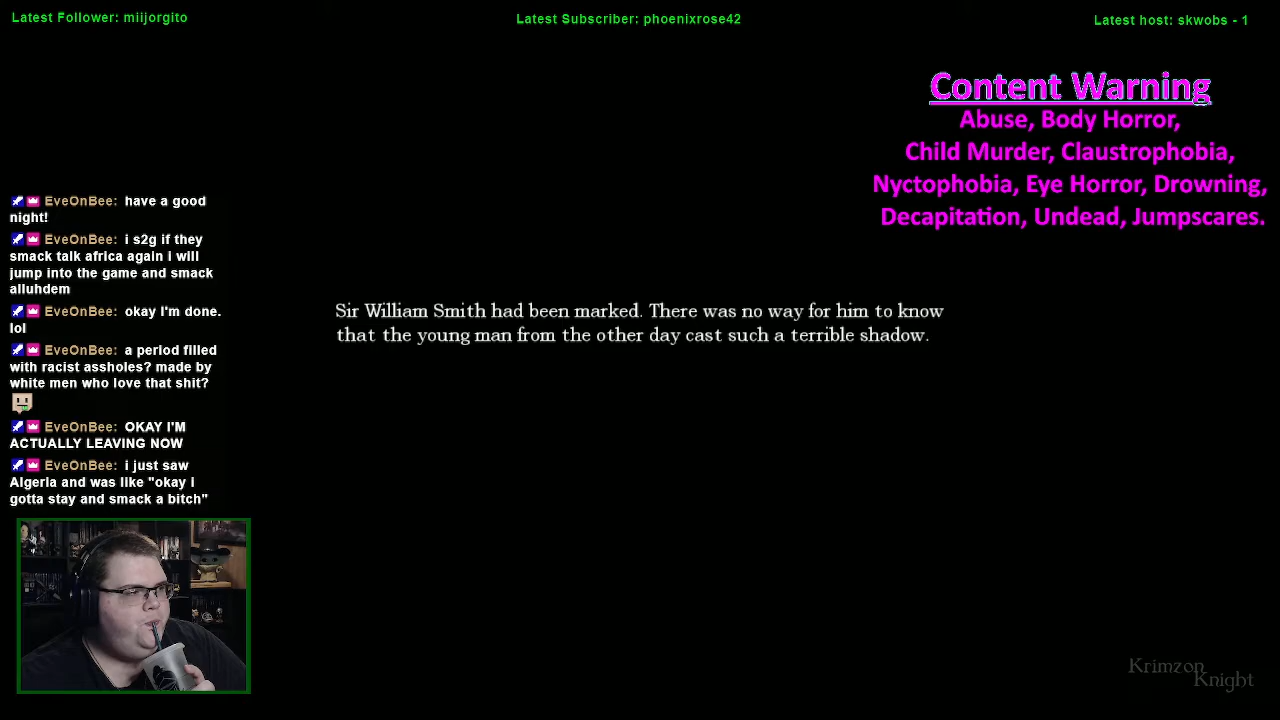 Latest Follower: miijorgito
Latest Subscriber: phoenixrose42
Latest host: skwobs - 1
Content Warning
Abuse, Body Horror,
Child Murder, Claustrophobia,
Nyctophobia, Eye Horror, Drowning,
Decapitation, Undead, Jumpscares.
EveOnBee: have a good
night!
EveOnBee: i s2g if they
smack talk africa again I will
jump into the game and smack
alluhdem
EveOnBee: okay I'm done.
lol
EveOnBee: a period filled
with racist assholes? made by
white men who love that shit?
EveOnBee: OKAY I'M
ACTUALLY LEAVING NOW
EveOnBee: i just saw
Algeria and was like "okay i
gotta stay and smack a bitch"
Sir William Smith had been marked. There was no way for him to know
that the young man from the other day cast such a terrible shadow.
Krimzon
Knight